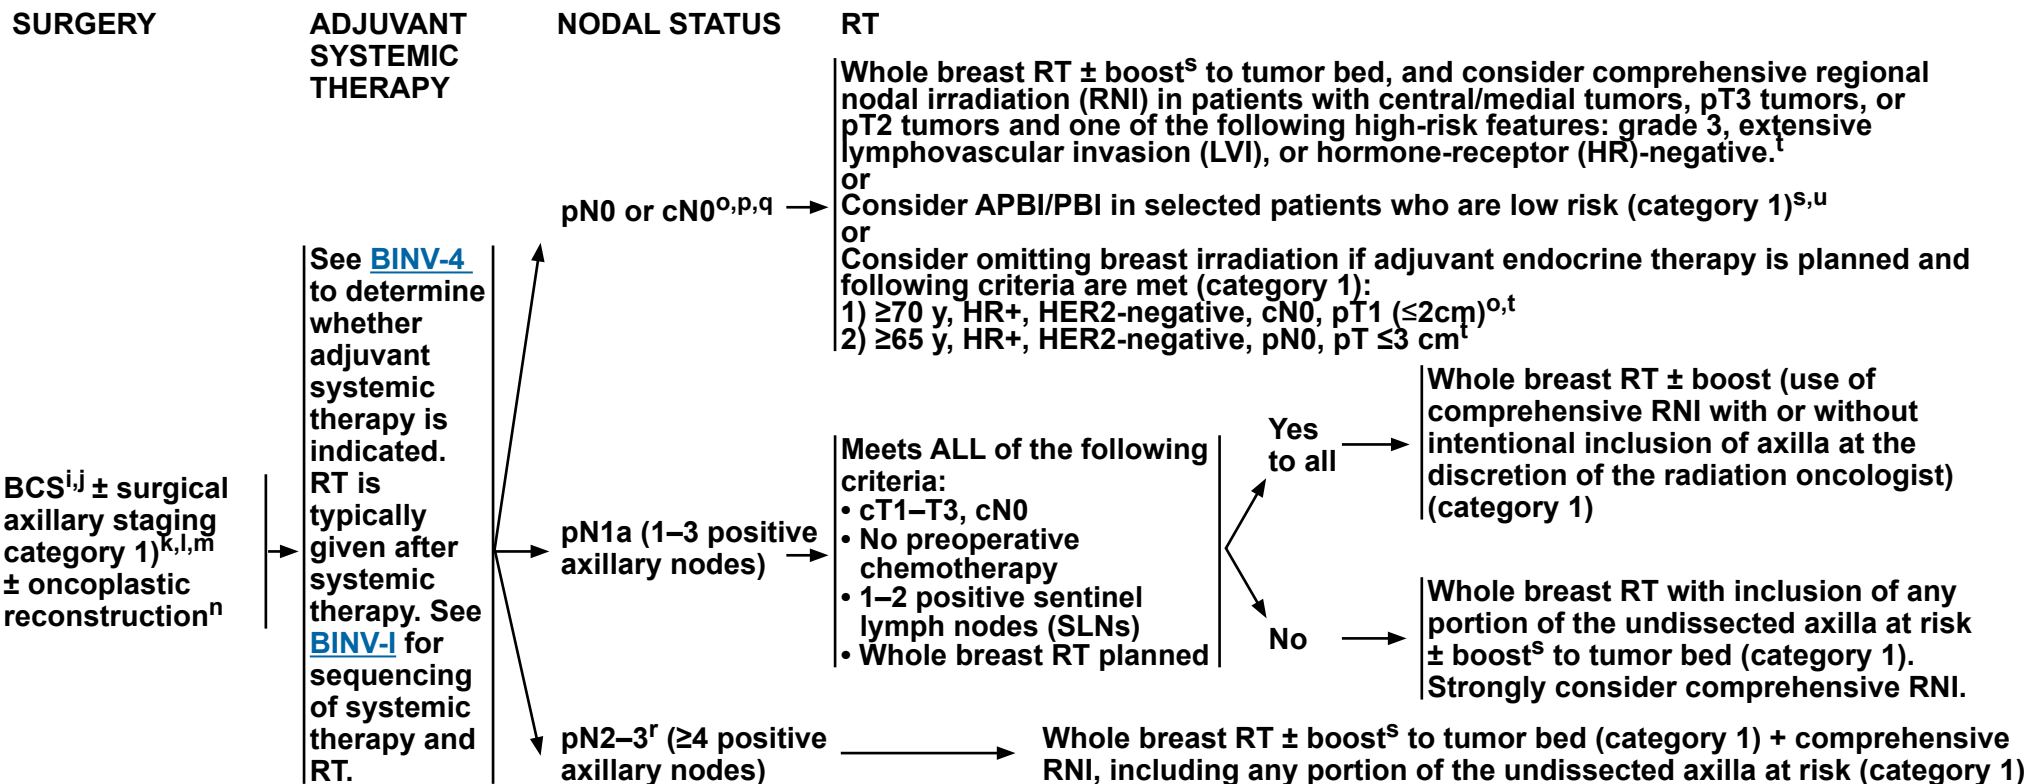 SURGERY
ADJUVANT
SYSTEMIC
THERAPY
NODAL STATUS
RT
BCSi,j ± surgical
axillary staging
category 1)k,l,m
± oncoplastic
reconstructionn
See BINV-4
to determine
whether
adjuvant
systemic
therapy is
indicated.
RT is
typically
given after
systemic
therapy. See
BINV-I for
sequencing
of systemic
therapy and
RT.
pN0 or cN0o,p,q
Whole breast RT ± boosts to tumor bed, and consider comprehensive regional
nodal irradiation (RNI) in patients with central/medial tumors, pT3 tumors, or
pT2 tumors and one of the following high-risk features: grade 3, extensive
lymphovascular invasion (LVI), or hormone-receptor (HR)-negative.t
or
Consider APBI/PBI in selected patients who are low risk (category 1)s,u
or
Consider omitting breast irradiation if adjuvant endocrine therapy is planned and
following criteria are met (category 1):
1) ≥70 y, HR+, HER2-negative, cN0, pT1 (≤2cm)o,t
2) ≥65 y, HR+, HER2-negative, pN0, pT ≤3 cmt
pN1a (1–3 positive
axillary nodes)
Meets ALL of the following
criteria:
• cT1–T3, cN0
• No preoperative
chemotherapy
• 1–2 positive sentinel
lymph nodes (SLNs)
• Whole breast RT planned
Yes
to all
Whole breast RT ± boost (use of
comprehensive RNI with or without
intentional inclusion of axilla at the
discretion of the radiation oncologist)
(category 1)
No
Whole breast RT with inclusion of any
portion of the undissected axilla at risk
± boosts to tumor bed (category 1).
Strongly consider comprehensive RNI.
pN2–3r (≥4 positive
axillary nodes)
Whole breast RT ± boosts to tumor bed (category 1) + comprehensive
RNI, including any portion of the undissected axilla at risk (category 1)